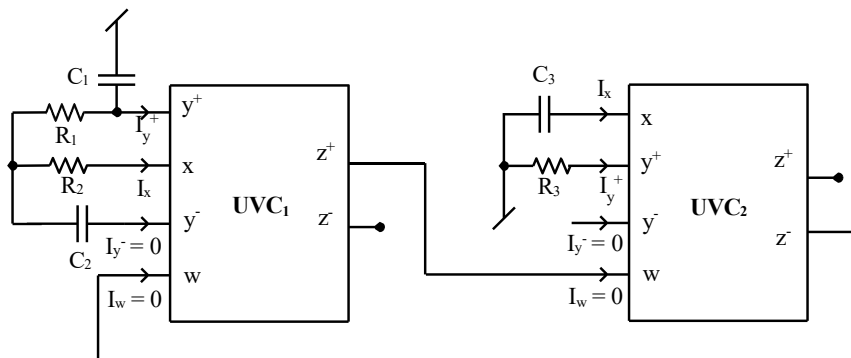 C₁
R₁
I_y⁺
y⁺
R₂
I_x
x
z⁺
UVC₁
C₂
y⁻
z⁻
I_y⁻ = 0
w
I_w = 0
C₃
I_x
x
R₃
I_y⁺
y⁺
z⁺
UVC₂
y⁻
z⁻
I_y⁻ = 0
w
I_w = 0